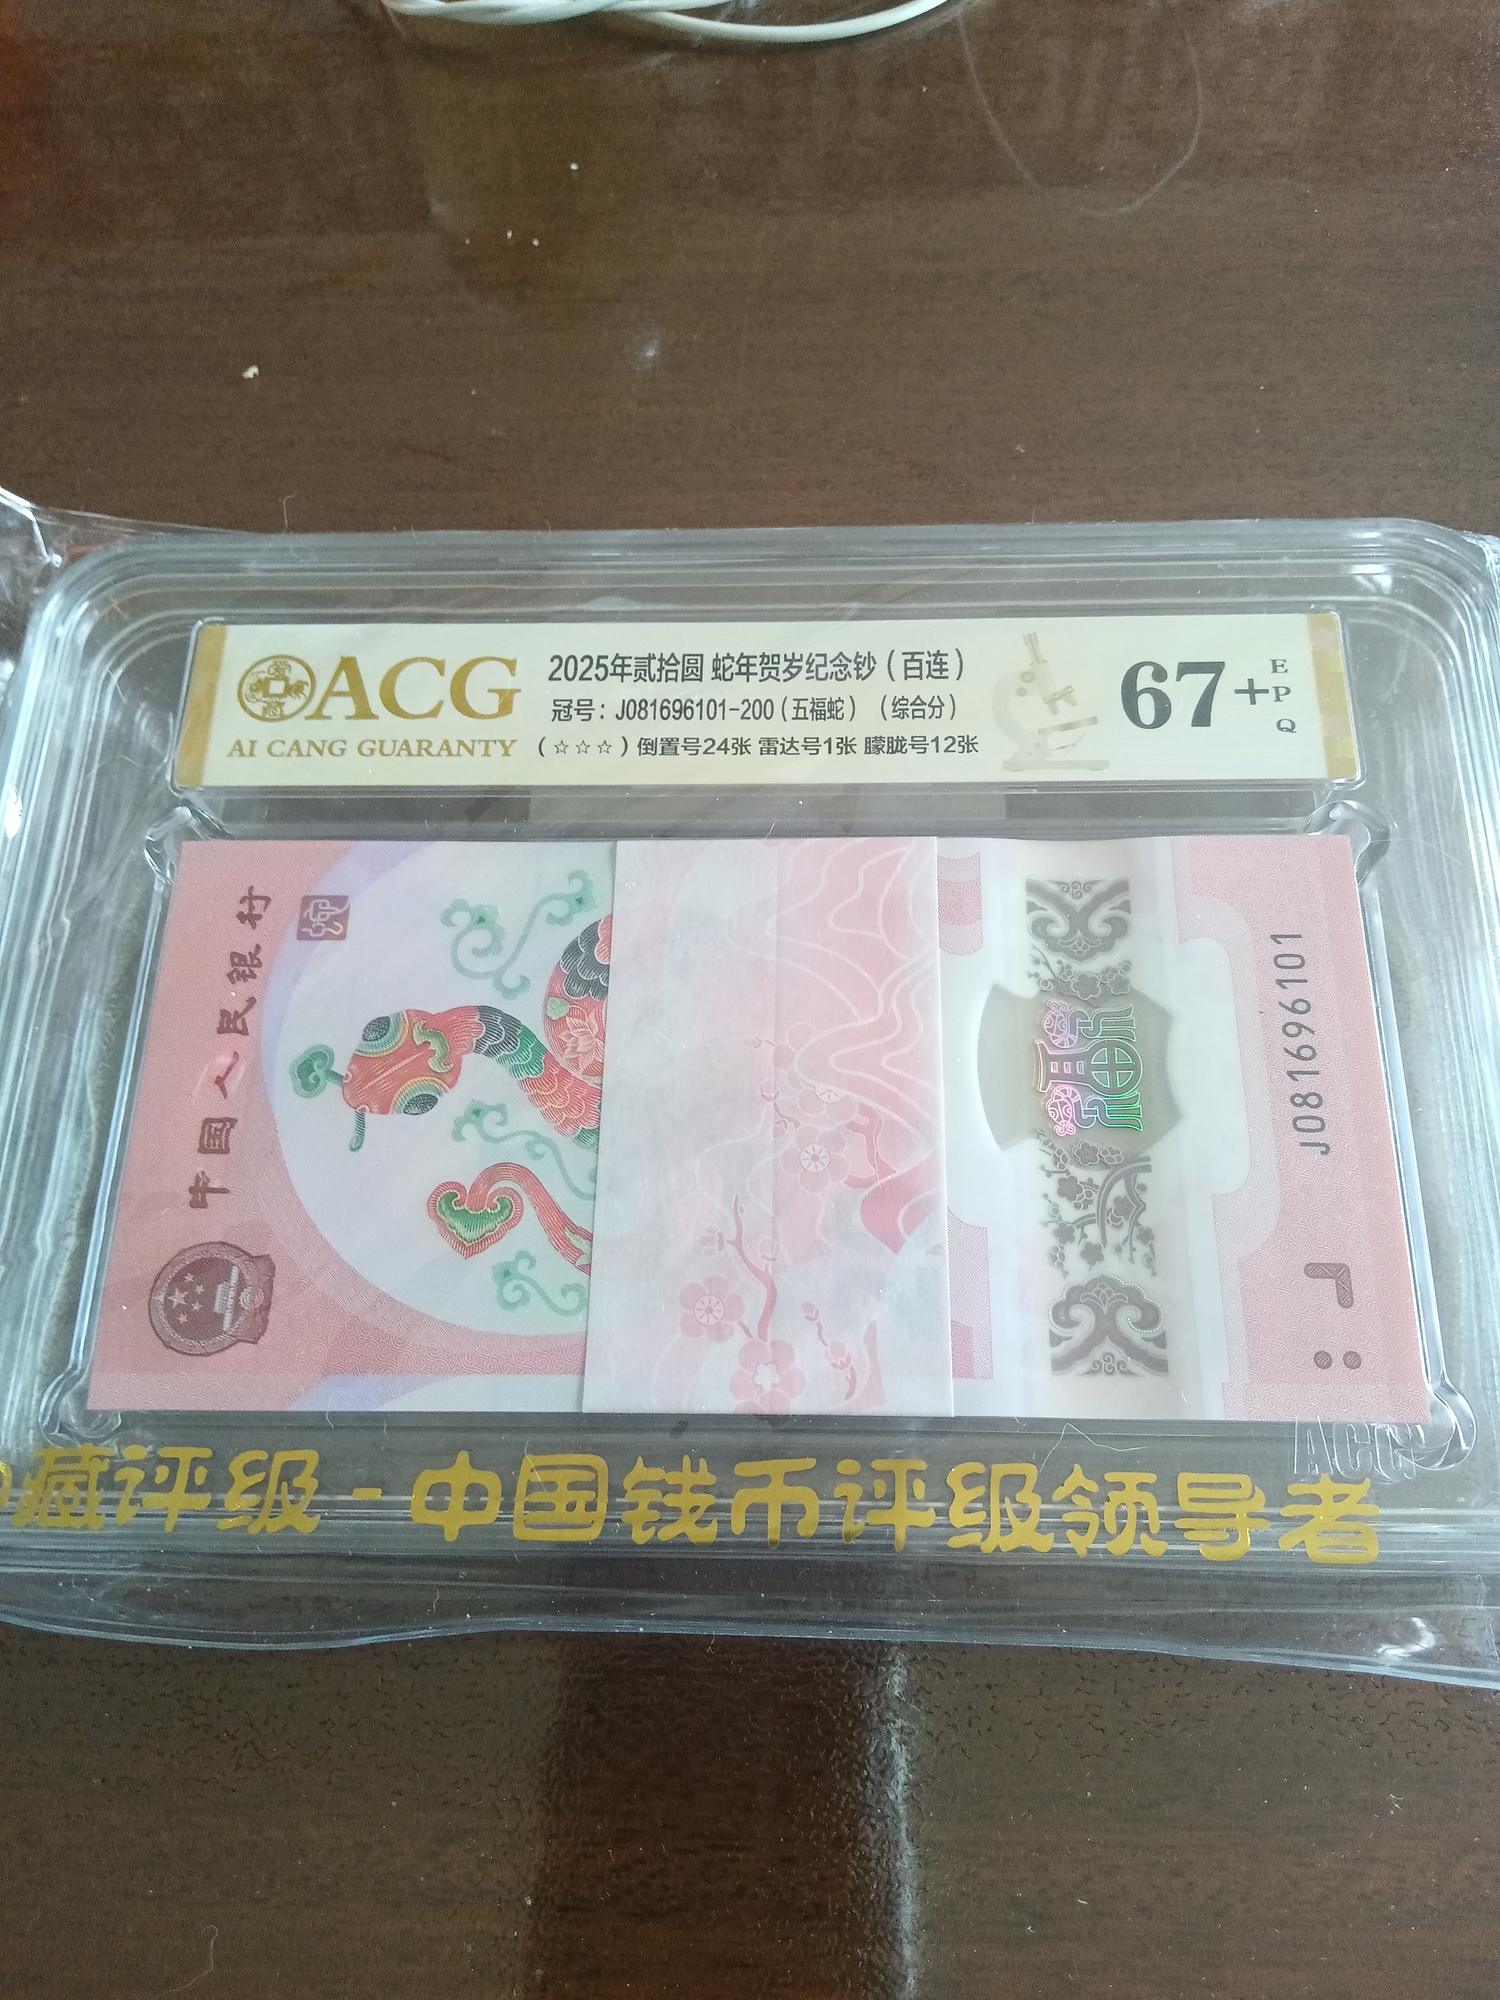 ACG
AI CANG GUARANTY
2025年贰拾圆 蛇年贺岁纪念钞（百连）
冠号：J081696101-200（五福蛇）（综合分）
（☆☆☆）倒置号24张 雷达号1张 朦胧号12张
67+
EPQ
中国人民银行
J081696101
ACG
藏评级-中国钱币评级领导者